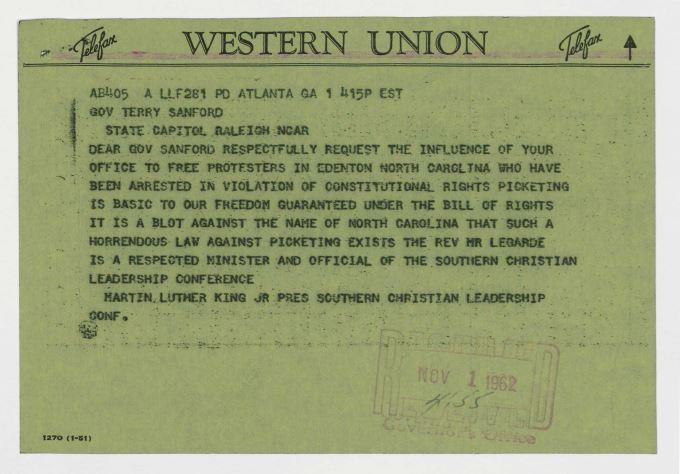 Telefax WESTERN UNION Telefax
AB405 A LLF281 PD ATLANTA GA 1 415P EST
GOV TERRY SANFORD
STATE CAPITOL RALEIGH NCAR
DEAR GOV SANFORD RESPECTFULLY REQUEST THE INFLUENCE OF YOUR
OFFICE TO FREE PROTESTERS IN EDENTON NORTH CAROLINA WHO HAVE
BEEN ARRESTED IN VIOLATION OF CONSTITUTIONAL RIGHTS PICKETING
IS BASIC TO OUR FREEDOM GUARANTEED UNDER THE BILL OF RIGHTS
IT IS A BLOT AGAINST THE NAME OF NORTH CAROLINA THAT SUCH A
HORRENDOUS LAW AGAINST PICKETING EXISTS THE REV MR LEGARDE
IS A RESPECTED MINISTER AND OFFICIAL OF THE SOUTHERN CHRISTIAN
LEADERSHIP CONFERENCE
MARTIN LUTHER KING JR PRES SOUTHERN CHRISTIAN LEADERSHIP
CONF.
NOV 1 1962
Governor's Office
1270 (1-51)